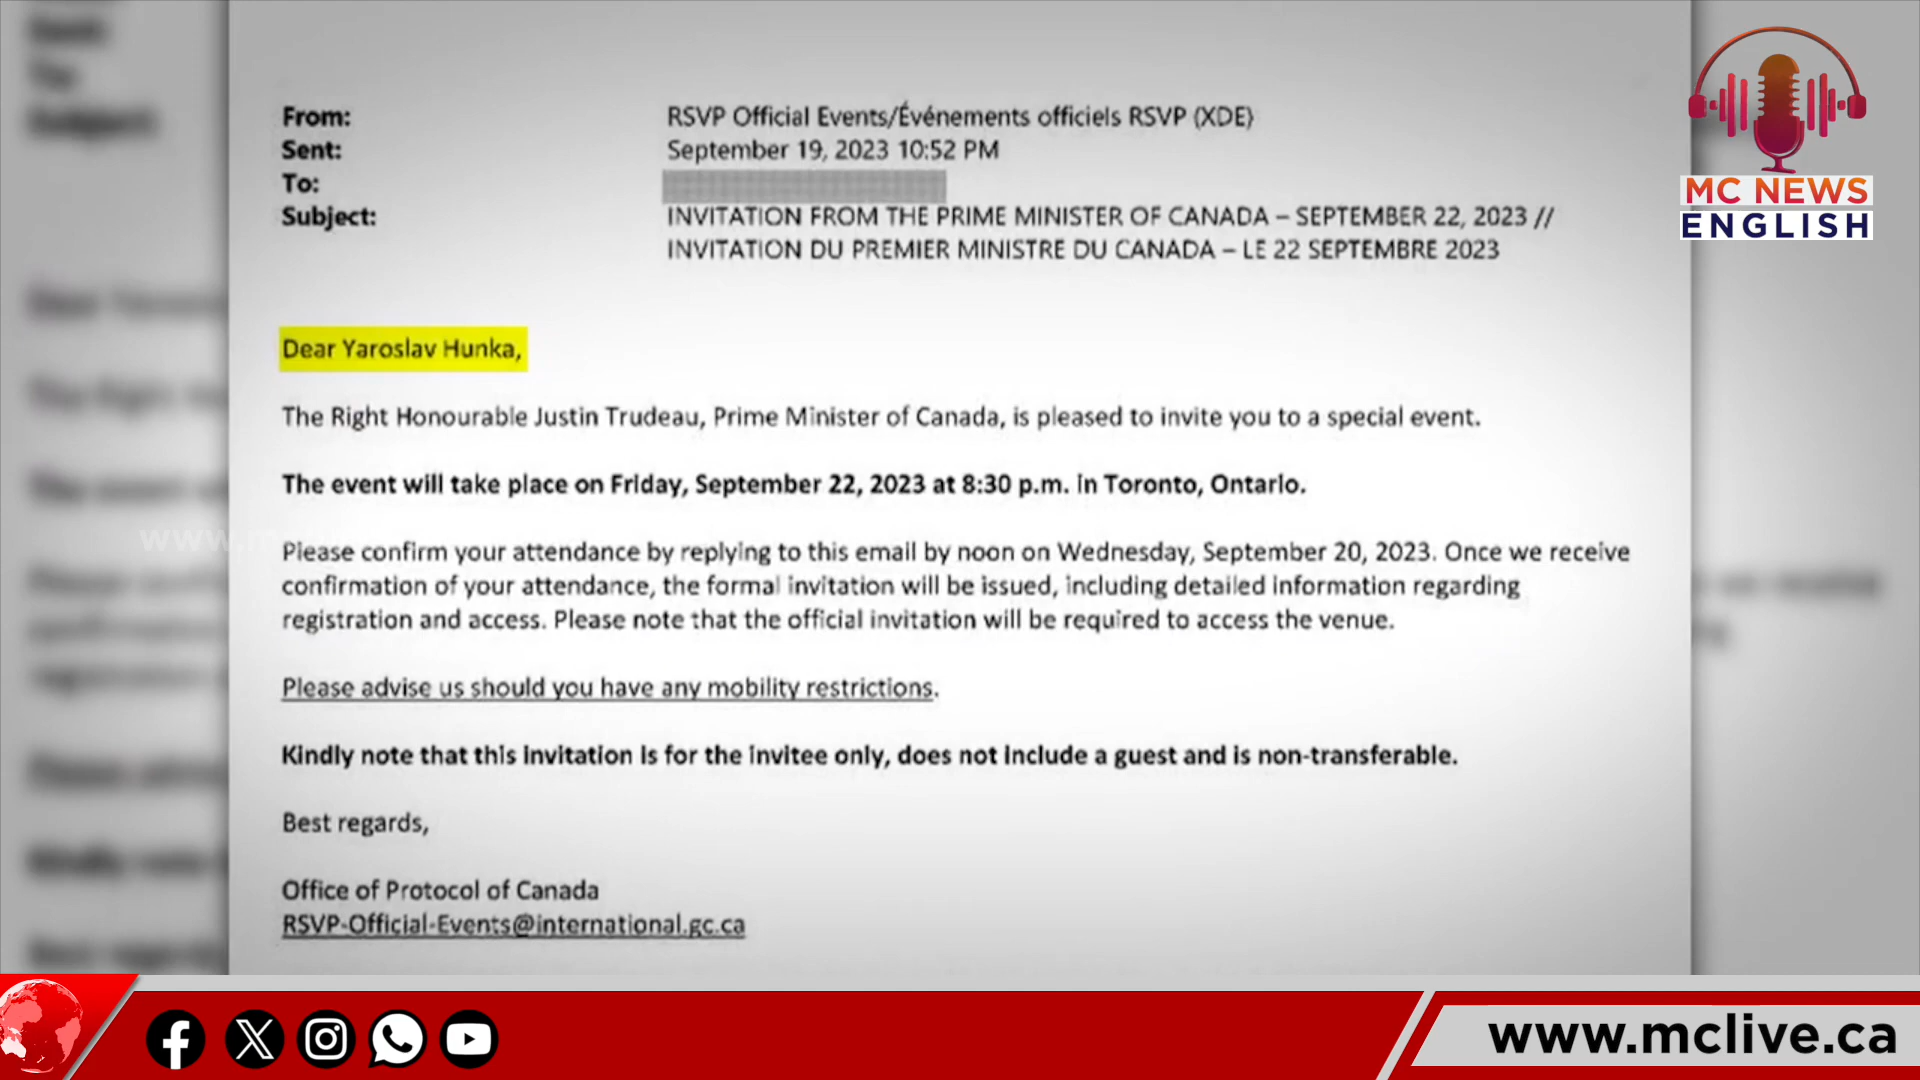 From: RSVP Official Events/Événements officiels RSVP (XDE)
Sent: September 19, 2023 10:52 PM
To:
Subject: INVITATION FROM THE PRIME MINISTER OF CANADA – SEPTEMBER 22, 2023 //
INVITATION DU PREMIER MINISTRE DU CANADA – LE 22 SEPTEMBRE 2023
MC NEWS
ENGLISH
Dear Yaroslav Hunka,
The Right Honourable Justin Trudeau, Prime Minister of Canada, is pleased to invite you to a special event.
The event will take place on Friday, September 22, 2023 at 8:30 p.m. in Toronto, Ontario.
Please confirm your attendance by replying to this email by noon on Wednesday, September 20, 2023. Once we receive
confirmation of your attendance, the formal invitation will be issued, including detailed information regarding
registration and access. Please note that the official invitation will be required to access the venue.
Please advise us should you have any mobility restrictions.
Kindly note that this invitation is for the invitee only, does not include a guest and is non-transferable.
Best regards,
Office of Protocol of Canada
RSVP-Official-Events@international.gc.ca
www.mclive.ca